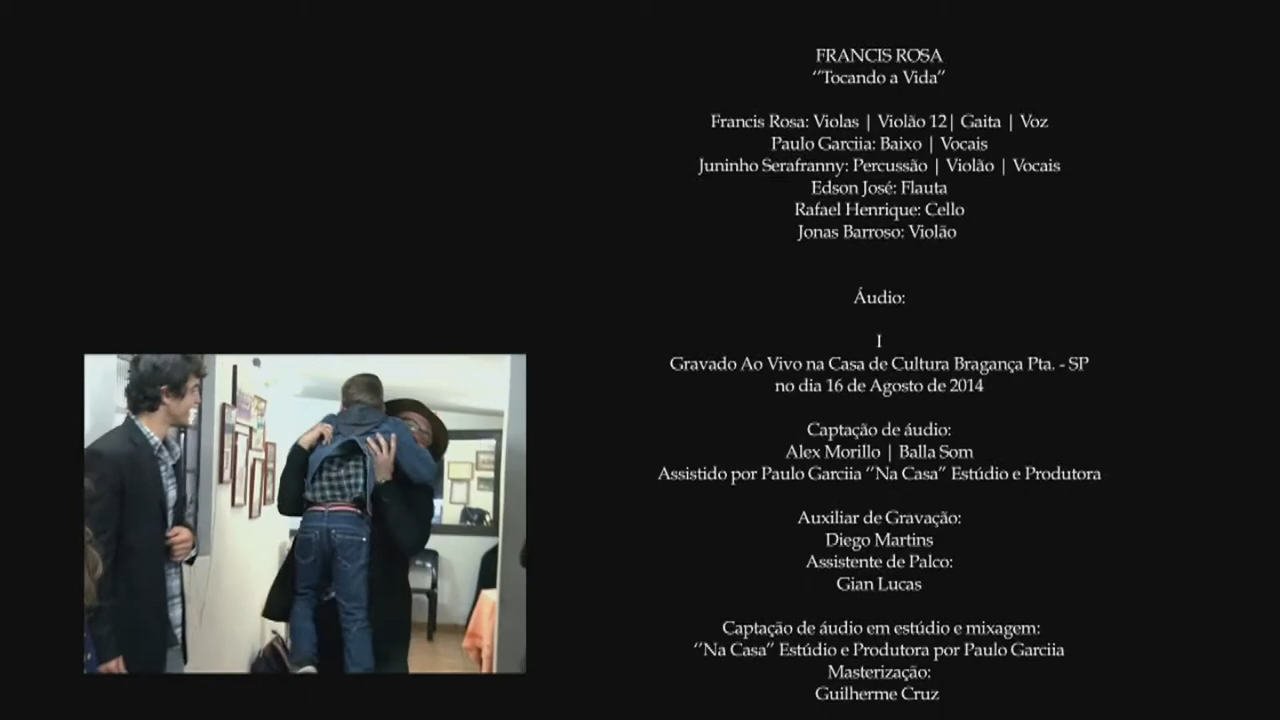 FRANCIS ROSA
“Tocando a Vida”
Francis Rosa: Violas | Violão 12| Gaita | Voz
Paulo Garciia: Baixo | Vocais
Juninho Serafranny: Percussão | Violão | Vocais
Edson José: Flauta
Rafael Henrique: Cello
Jonas Barroso: Violão
Áudio:
I
Gravado Ao Vivo na Casa de Cultura Bragança Pta. - SP
no dia 16 de Agosto de 2014
Captação de áudio:
Alex Morillo | Balla Som
Assistido por Paulo Garciia “Na Casa” Estúdio e Produtora
Auxiliar de Gravação:
Diego Martins
Assistente de Palco:
Gian Lucas
Captação de áudio em estúdio e mixagem:
“Na Casa” Estúdio e Produtora por Paulo Garciia
Masterização:
Guilherme Cruz